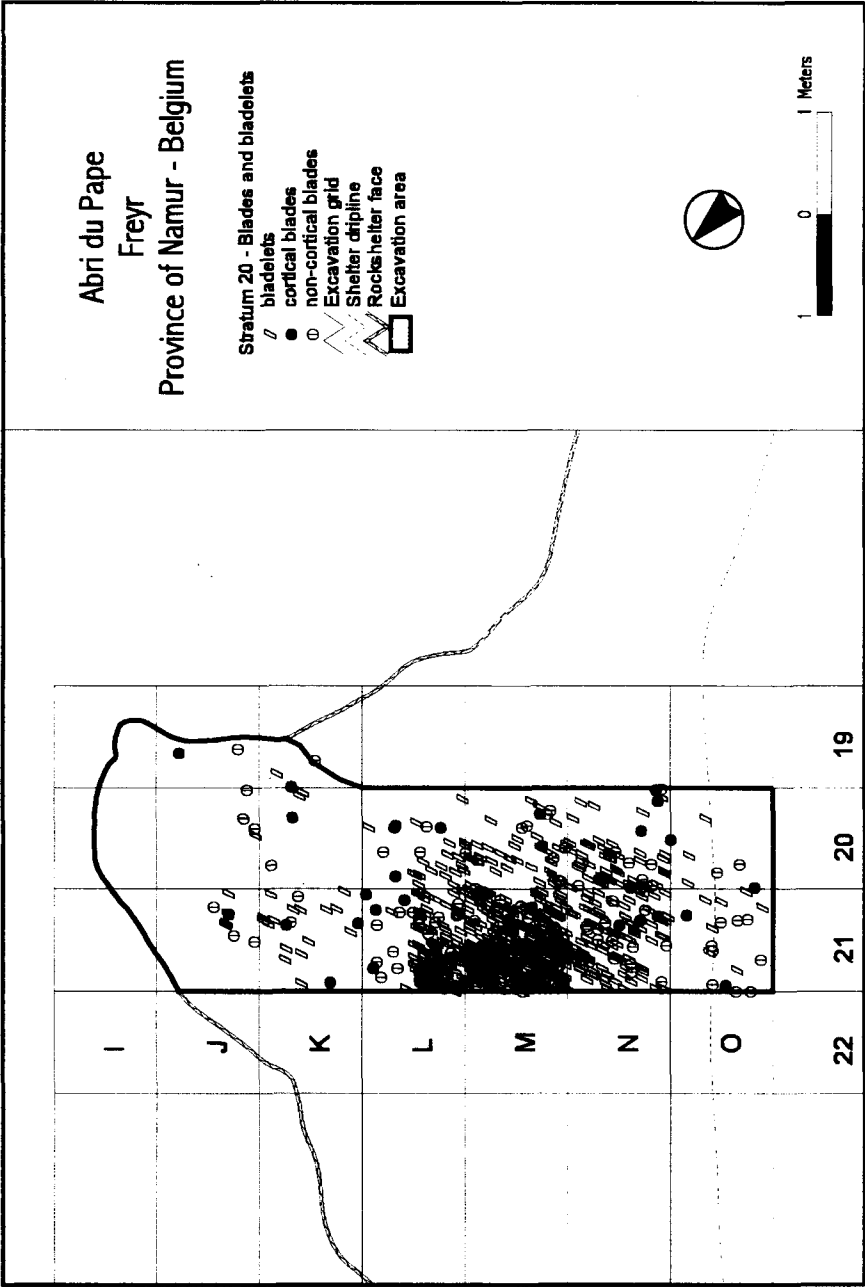 Abri du Pape
Freyr
Province of Namur - Belgium
Stratum 20 - Blades and bladelets
bladelets
cortical blades
non-cortical blades
Excavation grid
Shelter dripline
Rockshelter face
Excavation area
1 0 1 Meters
I
J
K
L
M
N
O
22 21 20 19